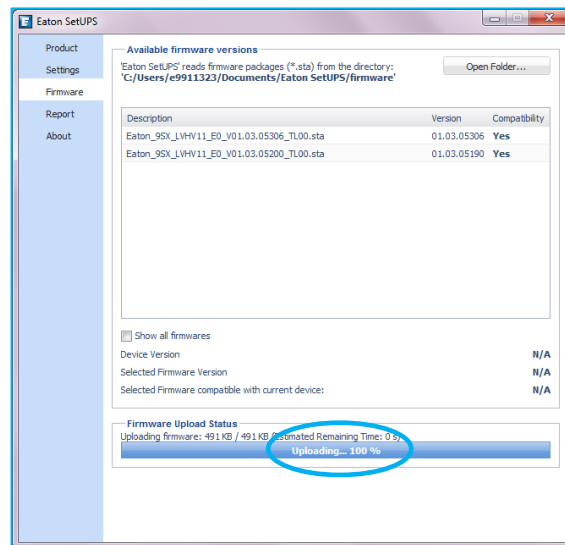 Eaton SetUPS
Product
Settings
Firmware
Report
About
Available firmware versions
'Eaton SetUPS' reads firmware packages (*.sta) from the directory:
'C:/Users/e9911323/Documents/Eaton SetUPS/firmware'
Open Folder...
Description Version Compatibility
Eaton_9SX_LVHV11_E0_V01.03.05306_TL00.sta 01.03.05306 Yes
Eaton_9SX_LVHV11_E0_V01.03.05200_TL00.sta 01.03.05190 Yes
Show all firmwares
Device Version N/A
Selected Firmware Version N/A
Selected Firmware compatible with current device: N/A
Firmware Upload Status
Uploading firmware: 491 KB / 491 KB (Estimated Remaining Time: 0 s)
Uploading... 100 %